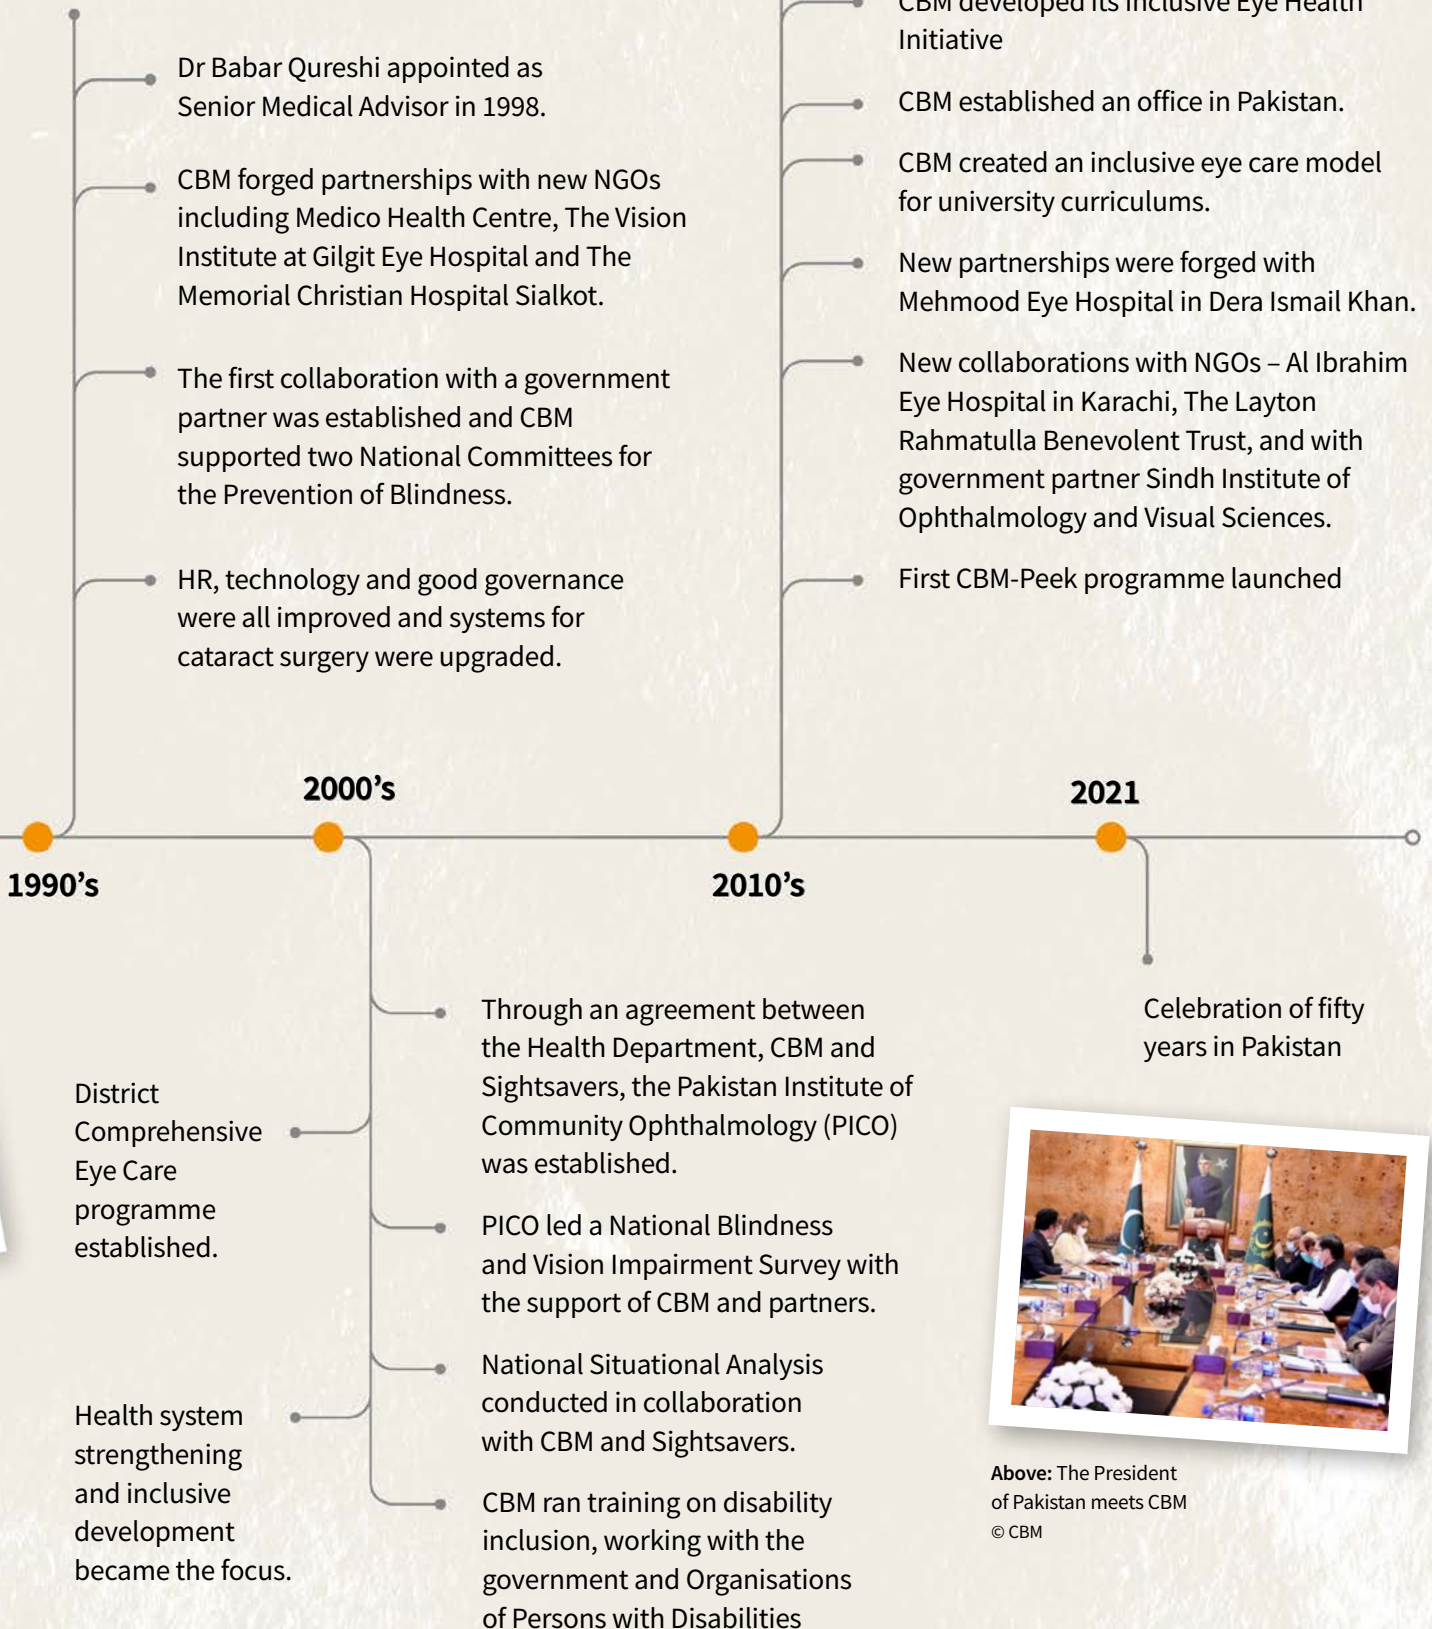 Dr Babar Qureshi appointed as
Senior Medical Advisor in 1998.
CBM forged partnerships with new NGOs
including Medico Health Centre, The Vision
Institute at Gilgit Eye Hospital and The
Memorial Christian Hospital Sialkot.
The first collaboration with a government
partner was established and CBM
supported two National Committees for
the Prevention of Blindness.
HR, technology and good governance
were all improved and systems for
cataract surgery were upgraded.
1990’s
2000’s
District
Comprehensive
Eye Care
programme
established.
Health system
strengthening
and inclusive
development
became the focus.
Through an agreement between
the Health Department, CBM and
Sightsavers, the Pakistan Institute of
Community Ophthalmology (PICO)
was established.
PICO led a National Blindness
and Vision Impairment Survey with
the support of CBM and partners.
National Situational Analysis
conducted in collaboration
with CBM and Sightsavers.
CBM ran training on disability
inclusion, working with the
government and Organisations
of Persons with Disabilities
CBM developed its Inclusive Eye Health
Initiative
CBM established an office in Pakistan.
CBM created an inclusive eye care model
for university curriculums.
New partnerships were forged with
Mehmood Eye Hospital in Dera Ismail Khan.
New collaborations with NGOs – Al Ibrahim
Eye Hospital in Karachi, The Layton
Rahmatulla Benevolent Trust, and with
government partner Sindh Institute of
Ophthalmology and Visual Sciences.
First CBM-Peek programme launched
2010’s
2021
Celebration of fifty
years in Pakistan
Above: The President
of Pakistan meets CBM
© CBM